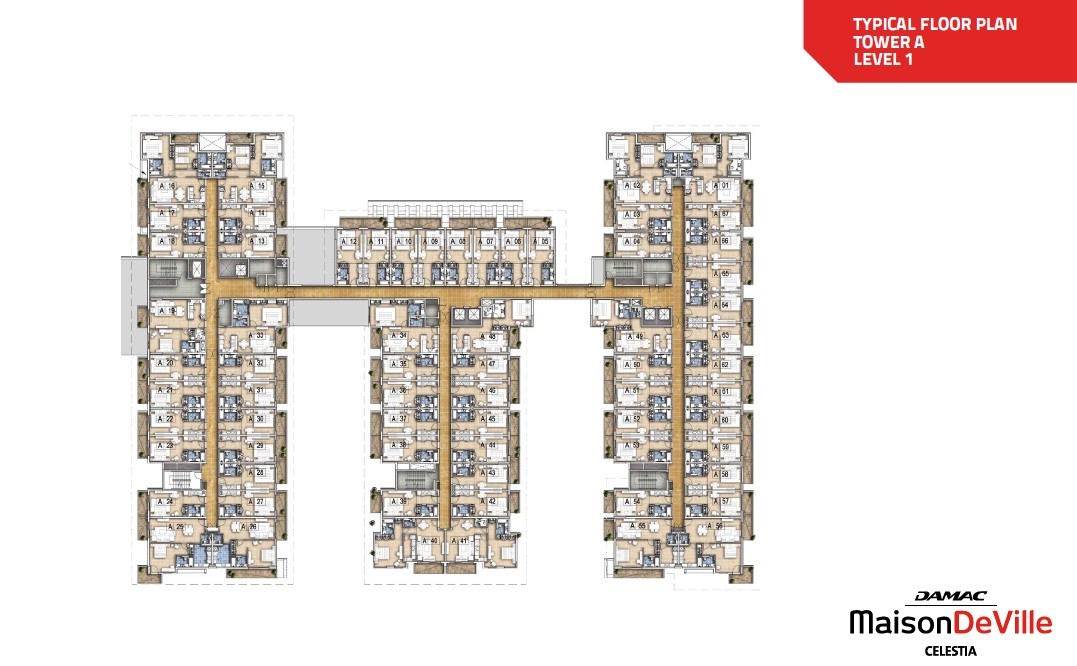 TYPICAL FLOOR PLAN
TOWER A
LEVEL 1
A 16 A 15
A 17 A 14
A 18 A 13
A 12 A 11 A 10 A 09 A 08 A 07 A 06 A 05
A 02 A 01
A 03 A 67
A 04 A 66
A 65
A 64
A 19
A 33 A 34 A 48 A 49 A 63
A 20 A 32 A 35 A 47 A 50 A 62
A 21 A 31 A 36 A 46 A 51 A 61
A 22 A 30 A 37 A 45 A 52 A 60
A 23 A 29 A 38 A 44 A 53 A 59
A 28 A 43 A 58
A 24 A 27 A 39 A 42 A 54 A 57
A 25 A 26 A 40 A 41 A 55 A 56
DAMAC
MaisonDeVille
CELESTIA